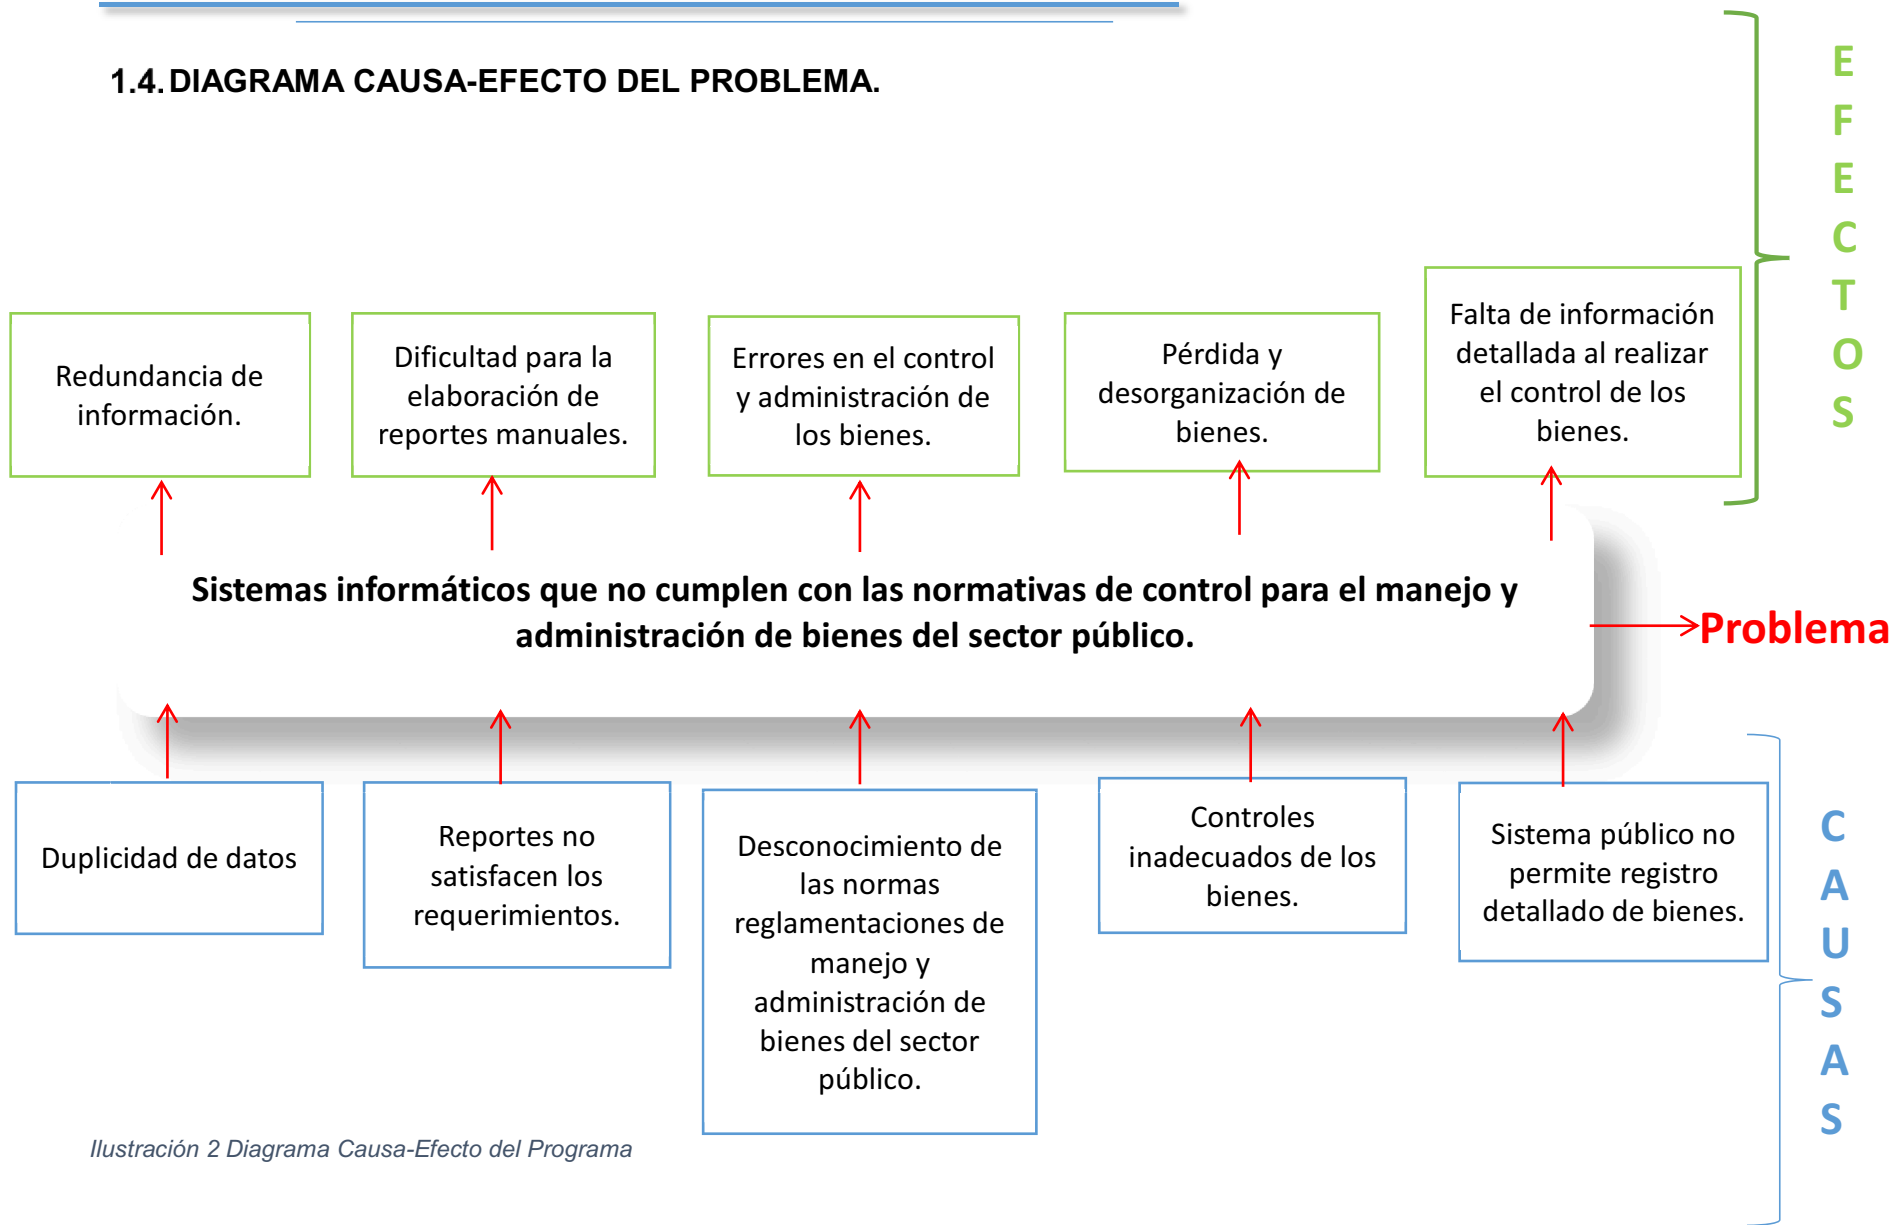 1.4. DIAGRAMA CAUSA-EFECTO DEL PROBLEMA.
E
F
E
C
T
O
S
Redundancia de
información.
Dificultad para la
elaboración de
reportes manuales.
Errores en el control
y administración de
los bienes.
Pérdida y
desorganización de
bienes.
Falta de información
detallada al realizar
el control de los
bienes.
Sistemas informáticos que no cumplen con las normativas de control para el manejo y
administración de bienes del sector público.
Problema
Duplicidad de datos
Reportes no
satisfacen los
requerimientos.
Desconocimiento de
las normas
reglamentaciones de
manejo y
administración de
bienes del sector
público.
Controles
inadecuados de los
bienes.
Sistema público no
permite registro
detallado de bienes.
C
A
U
S
A
S
Ilustración 2 Diagrama Causa-Efecto del Programa